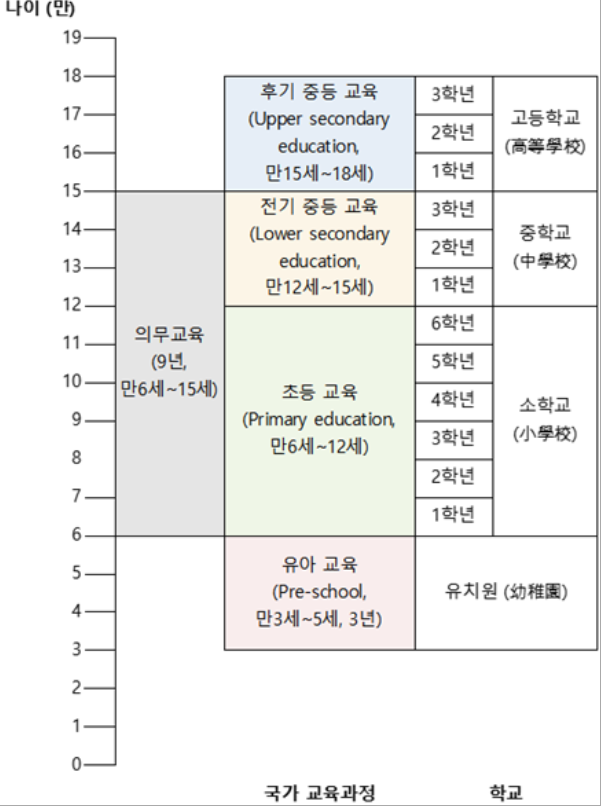 나이 (만)
19
18
17
16
15
14
13
12
11
10
9
8
7
6
5
4
3
2
1
0
의무교육
(9년,
만6세~15세)
후기 중등 교육
(Upper secondary
education,
만15세~18세)
3학년
2학년
1학년
고등학교
(高等學校)
전기 중등 교육
(Lower secondary
education,
만12세~15세)
3학년
2학년
1학년
중학교
(中學校)
초등 교육
(Primary education,
만6세~12세)
6학년
5학년
4학년
3학년
2학년
1학년
소학교
(小學校)
유아 교육
(Pre-school,
만3세~5세, 3년)
유치원 (幼稚園)
국가 교육과정
학교